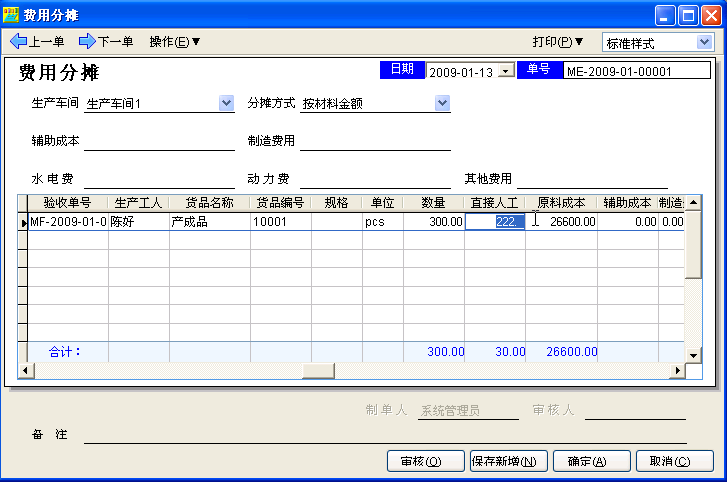 费用分摊
上一单 下一单 操作(E)▼ 打印(P)▼ 标准样式
费用分摊 日期 2009-01-13 单号 ME-2009-01-00001
生产车间 生产车间1 分摊方式 按材料金额
辅助成本 制造费用
水电费 动力费 其他费用
验收单号 生产工人 货品名称 货品编号 规格 单位 数量 直接人工 原料成本 辅助成本 制造
MF-2009-01-0 陈好 产成品 10001 pcs 300.00 222. 26600.00 0.00 0.00
合计： 300.00 30.00 26600.00
制单人 系统管理员 审核人
备 注
审核(O) 保存新增(N) 确定(A) 取消(C)